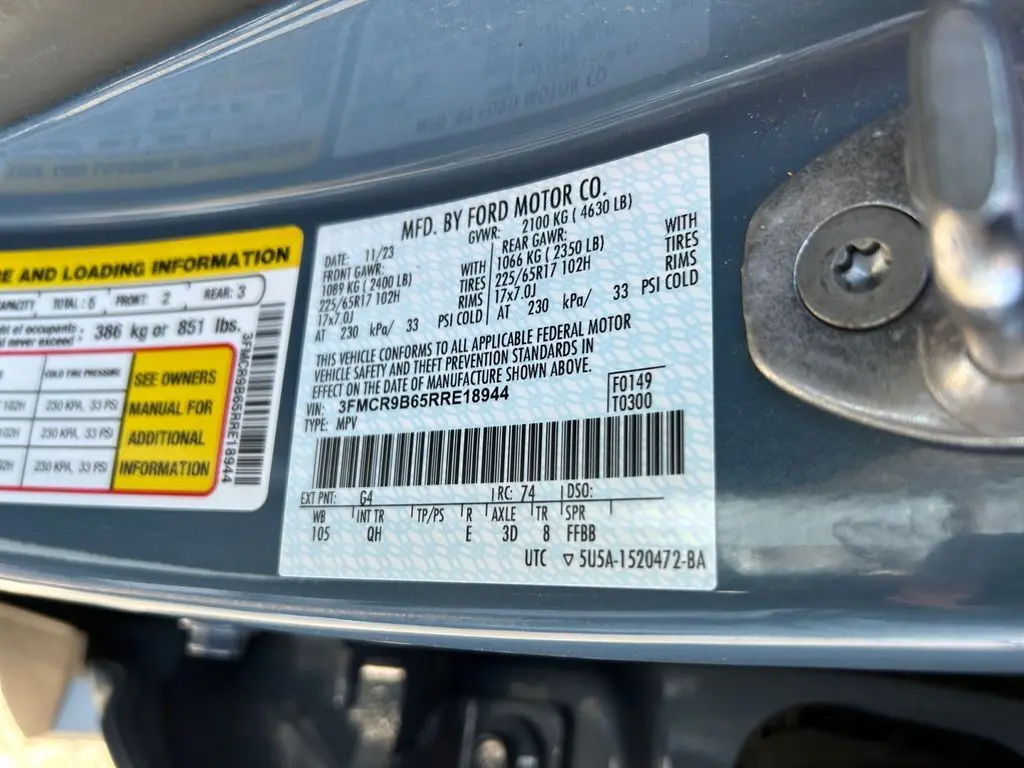 E AND LOADING INFORMATION
TOTAL: 5 FRONT: 2 REAR: 3
386 kg or 851 lbs.
COLD TIRE PRESSURE
230 KPA, 33 PSI
230 KPA, 33 PSI
230 KPA, 33 PSI
SEE OWNERS
MANUAL FOR
ADDITIONAL
INFORMATION
3FMCR9B65RRE18944
MFD. BY FORD MOTOR CO.
DATE: 11/23 GVWR: 2100 KG ( 4630 LB)
FRONT GAWR: REAR GAWR:
1089 KG ( 2400 LB) WITH 1066 KG ( 2350 LB) WITH
225/65R17 102H TIRES 225/65R17 102H TIRES
17x7.0J RIMS 17x7.0J RIMS
AT 230 kPa/ 33 PSI COLD AT 230 kPa/ 33 PSI COLD
THIS VEHICLE CONFORMS TO ALL APPLICABLE FEDERAL MOTOR
VEHICLE SAFETY AND THEFT PREVENTION STANDARDS IN
EFFECT ON THE DATE OF MANUFACTURE SHOWN ABOVE.
VIN: 3FMCR9B65RRE18944 F0149
TYPE: MPV T0300
EXT PNT: G4 RC: 74 DSO:
WB INT TR TP/PS R AXLE TR SPR
105 QH E 3D 8 FFBB
UTC ▽ 5U5A-1520472-BA